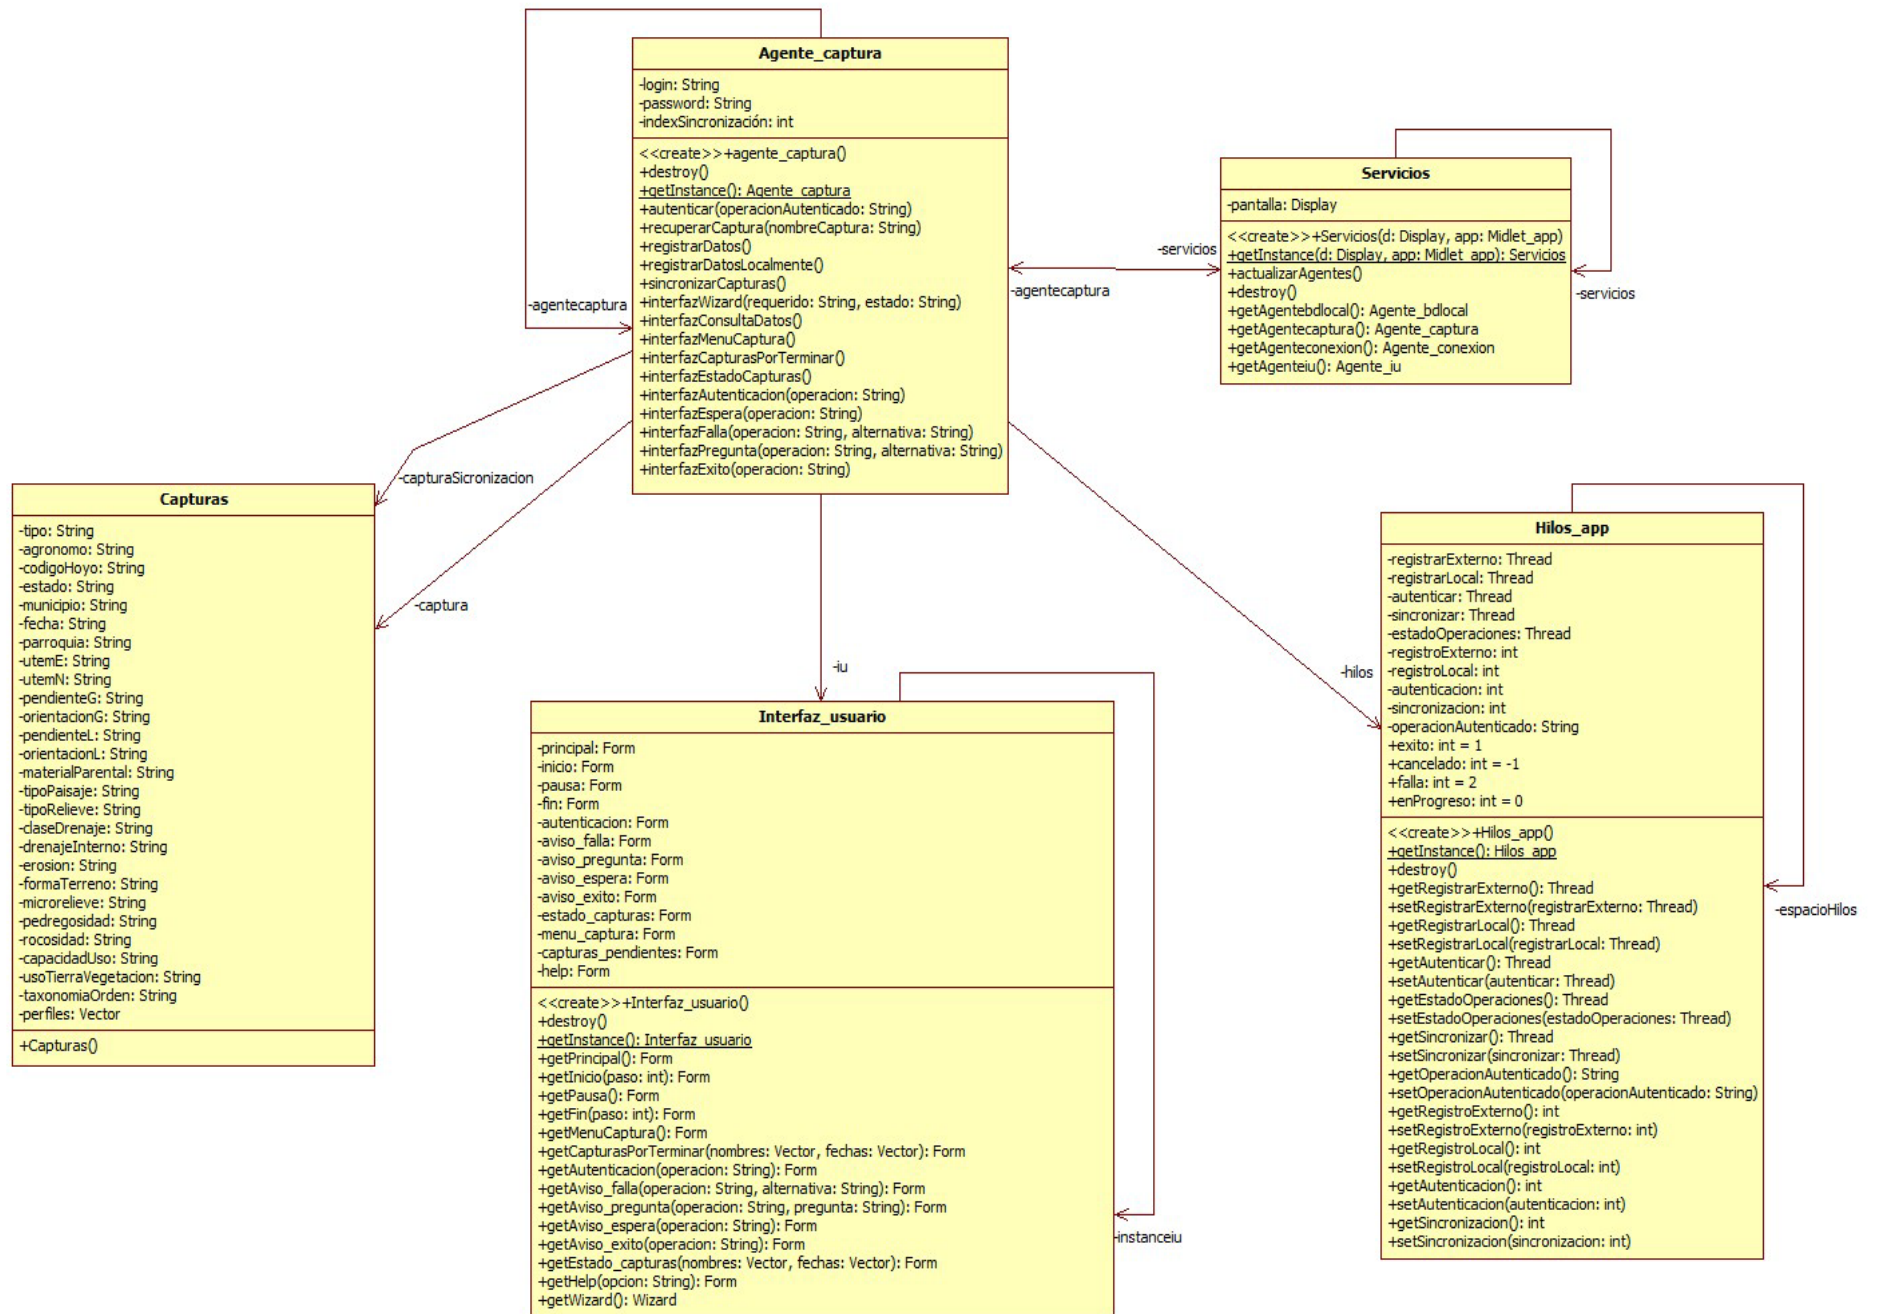 Agente_captura
-login: String
-password: String
-indexSincronización: int
<<create>>+agente_captura()
+destroy()
+getInstance(): Agente_captura
+autenticar(operacionAutenticado: String)
+recuperarCaptura(nombreCaptura: String)
+registrarDatos()
+registrarDatosLocalmente()
+sincronizarCapturas()
+interfazWizard(requerido: String, estado: String)
+interfazConsultaDatos()
+interfazMenuCaptura()
+interfazCapturasPorTerminar()
+interfazEstadoCapturas()
+interfazAutenticacion(operacion: String)
+interfazEspera(operacion: String)
+interfazFalla(operacion: String, alternativa: String)
+interfazPregunta(operacion: String, alternativa: String)
+interfazExito(operacion: String)
-agentecaptura
-servicios
-agentecaptura
Servicios
-pantalla: Display
<<create>>+Servicios(d: Display, app: Midlet_app)
+getInstance(d: Display, app: Midlet_app): Servicios
+actualizarAgentes()
+destroy()
+getAgentebdlocal(): Agente_bdlocal
+getAgentecaptura(): Agente_captura
+getAgenteconexion(): Agente_conexion
+getAgenteiu(): Agente_iu
-servicios
-capturaSicronizacion
-captura
-iu
-hilos
Capturas
-tipo: String
-agronomo: String
-codigoHoyo: String
-estado: String
-municipio: String
-fecha: String
-parroquia: String
-utemE: String
-utemN: String
-pendienteG: String
-orientacionG: String
-pendienteL: String
-orientacionL: String
-materialParental: String
-tipoPaisaje: String
-tipoRelieve: String
-claseDrenaje: String
-drenajeInterno: String
-erosion: String
-formaTerreno: String
-microrelieve: String
-pedregosidad: String
-rocosidad: String
-capacidadUso: String
-usoTierraVegetacion: String
-taxonomiaOrden: String
-perfiles: Vector
+Capturas()
Interfaz_usuario
-principal: Form
-inicio: Form
-pausa: Form
-fin: Form
-autenticacion: Form
-aviso_falla: Form
-aviso_pregunta: Form
-aviso_espera: Form
-aviso_exito: Form
-estado_capturas: Form
-menu_captura: Form
-capturas_pendientes: Form
-help: Form
<<create>>+Interfaz_usuario()
+destroy()
+getInstance(): Interfaz_usuario
+getPrincipal(): Form
+getInicio(paso: int): Form
+getPausa(): Form
+getFin(paso: int): Form
+getMenuCaptura(): Form
+getCapturasPorTerminar(nombres: Vector, fechas: Vector): Form
+getAutenticacion(operacion: String): Form
+getAviso_falla(operacion: String, alternativa: String): Form
+getAviso_pregunta(operacion: String, pregunta: String): Form
+getAviso_espera(operacion: String): Form
+getAviso_exito(operacion: String): Form
+getEstado_capturas(nombres: Vector, fechas: Vector): Form
+getHelp(opcion: String): Form
+getWizard(): Wizard
-instanceiu
Hilos_app
-registrarExterno: Thread
-registrarLocal: Thread
-autenticar: Thread
-sincronizar: Thread
-estadoOperaciones: Thread
-registroExterno: int
-registroLocal: int
-autenticacion: int
-sincronizacion: int
-operacionAutenticado: String
+exito: int = 1
+cancelado: int = -1
+falla: int = 2
+enProgreso: int = 0
<<create>>+Hilos_app()
+getInstance(): Hilos_app
+destroy()
+getRegistrarExterno(): Thread
+setRegistrarExterno(registrarExterno: Thread)
+getRegistrarLocal(): Thread
+setRegistrarLocal(registrarLocal: Thread)
+getAutenticar(): Thread
+setAutenticar(autenticar: Thread)
+getEstadoOperaciones(): Thread
+setEstadoOperaciones(estadoOperaciones: Thread)
+getSincronizar(): Thread
+setSincronizar(sincronizar: Thread)
+getOperacionAutenticado(): String
+setOperacionAutenticado(operacionAutenticado: String)
+getRegistroExterno(): int
+setRegistroExterno(registroExterno: int)
+getRegistroLocal(): int
+setRegistroLocal(registroLocal: int)
+getAutenticacion(): int
+setAutenticacion(autenticacion: int)
+getSincronizacion(): int
+setSincronizacion(sincronizacion: int)
-espacioHilos